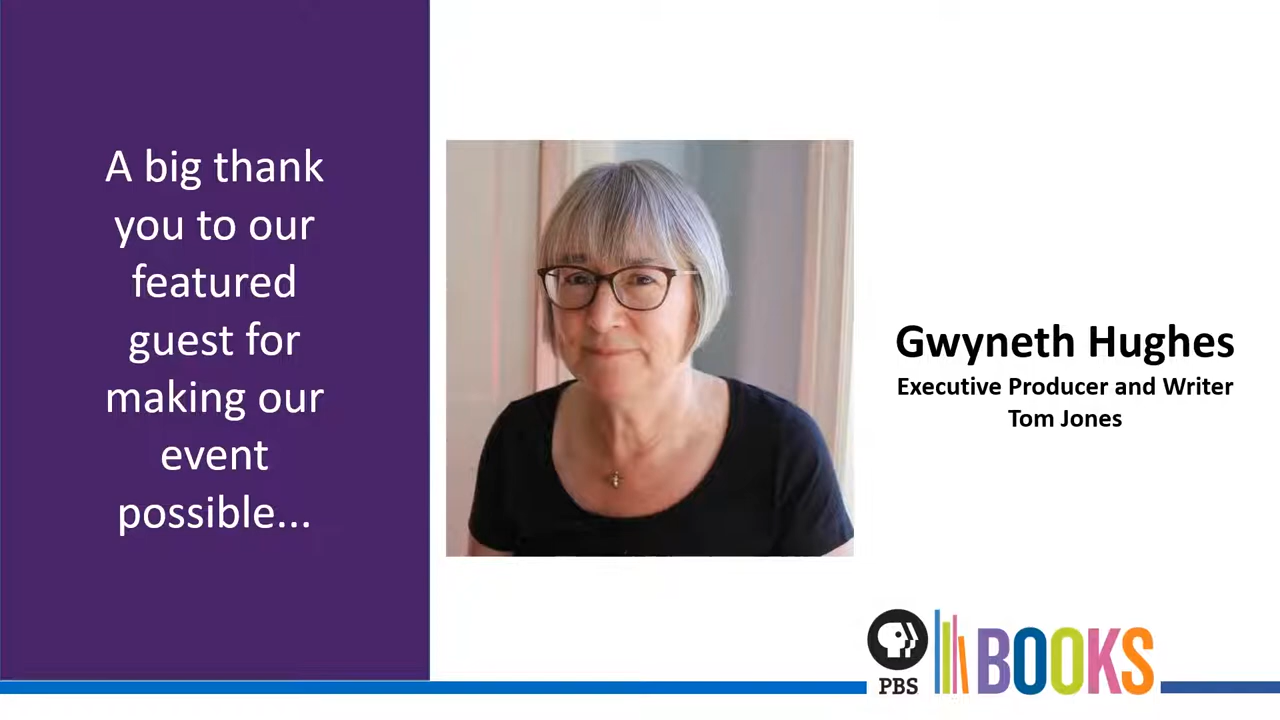 A big thank
you to our
featured
guest for
making our
event
possible...
Gwyneth Hughes
Executive Producer and Writer
Tom Jones
PBS
BOOKS